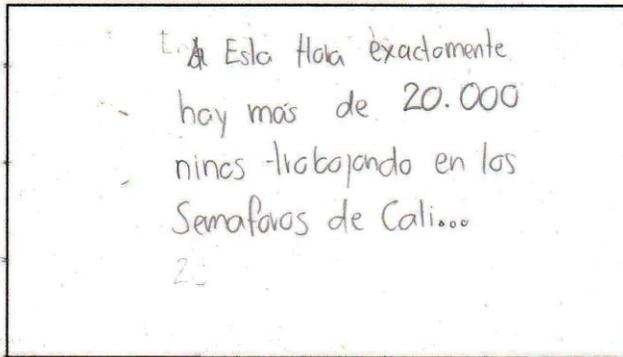 A Esta Hora exactamente
hay más de 20.000
ninos trabajando en los
Semaforos de Cali...